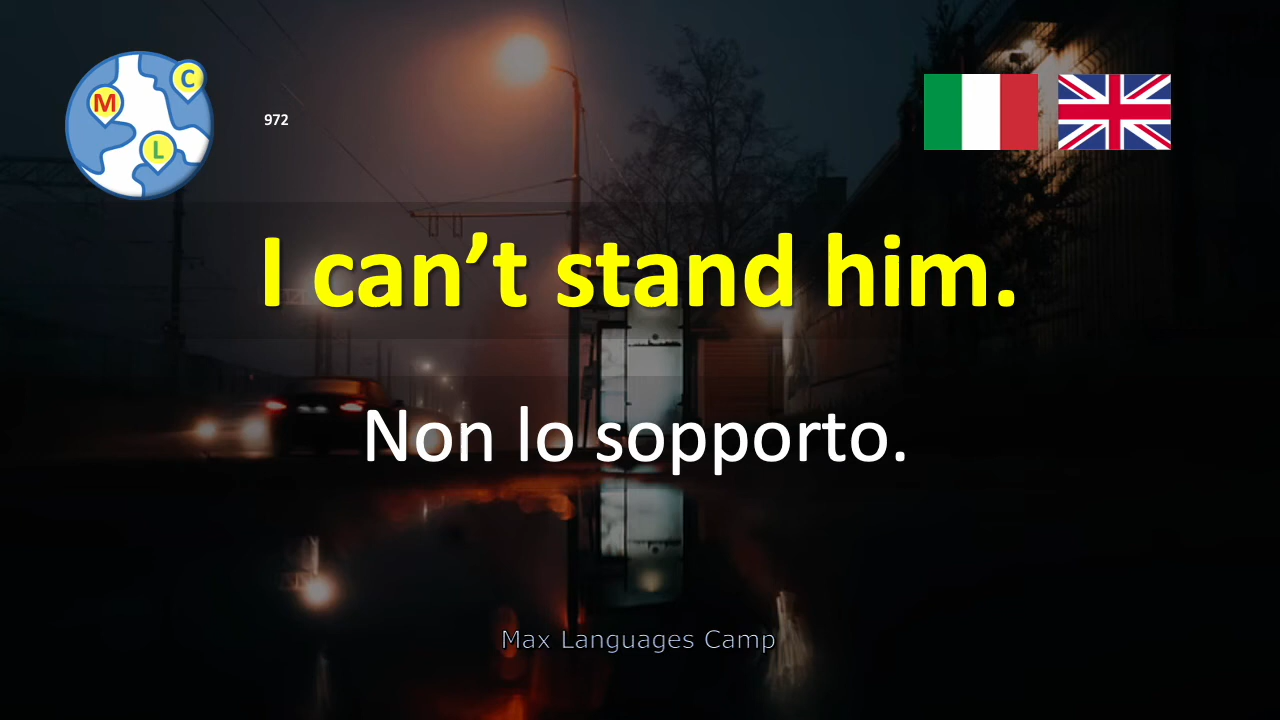 C
M
L
972
I can’t stand him.
Non lo sopporto.
Max Languages Camp